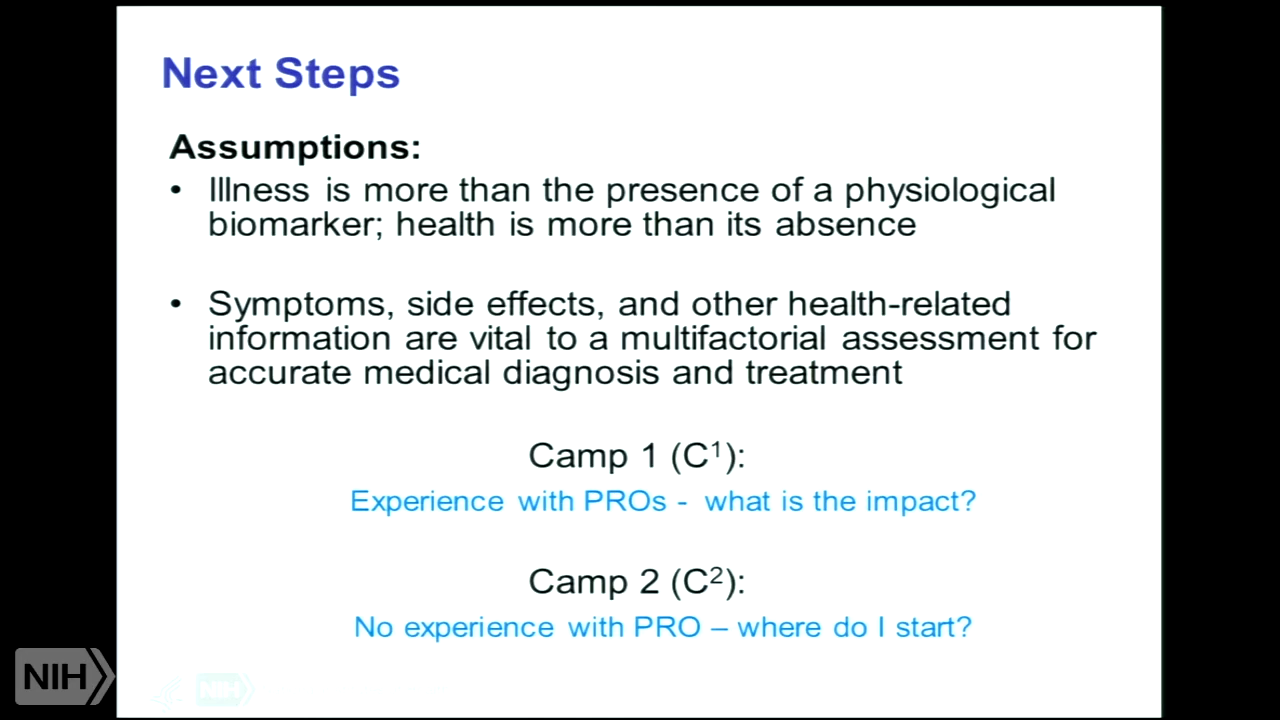 Next Steps
Assumptions:
• Illness is more than the presence of a physiological
biomarker; health is more than its absence
• Symptoms, side effects, and other health-related
information are vital to a multifactorial assessment for
accurate medical diagnosis and treatment
Camp 1 (C¹):
Experience with PROs - what is the impact?
Camp 2 (C²):
No experience with PRO – where do I start?
NIH
NIH